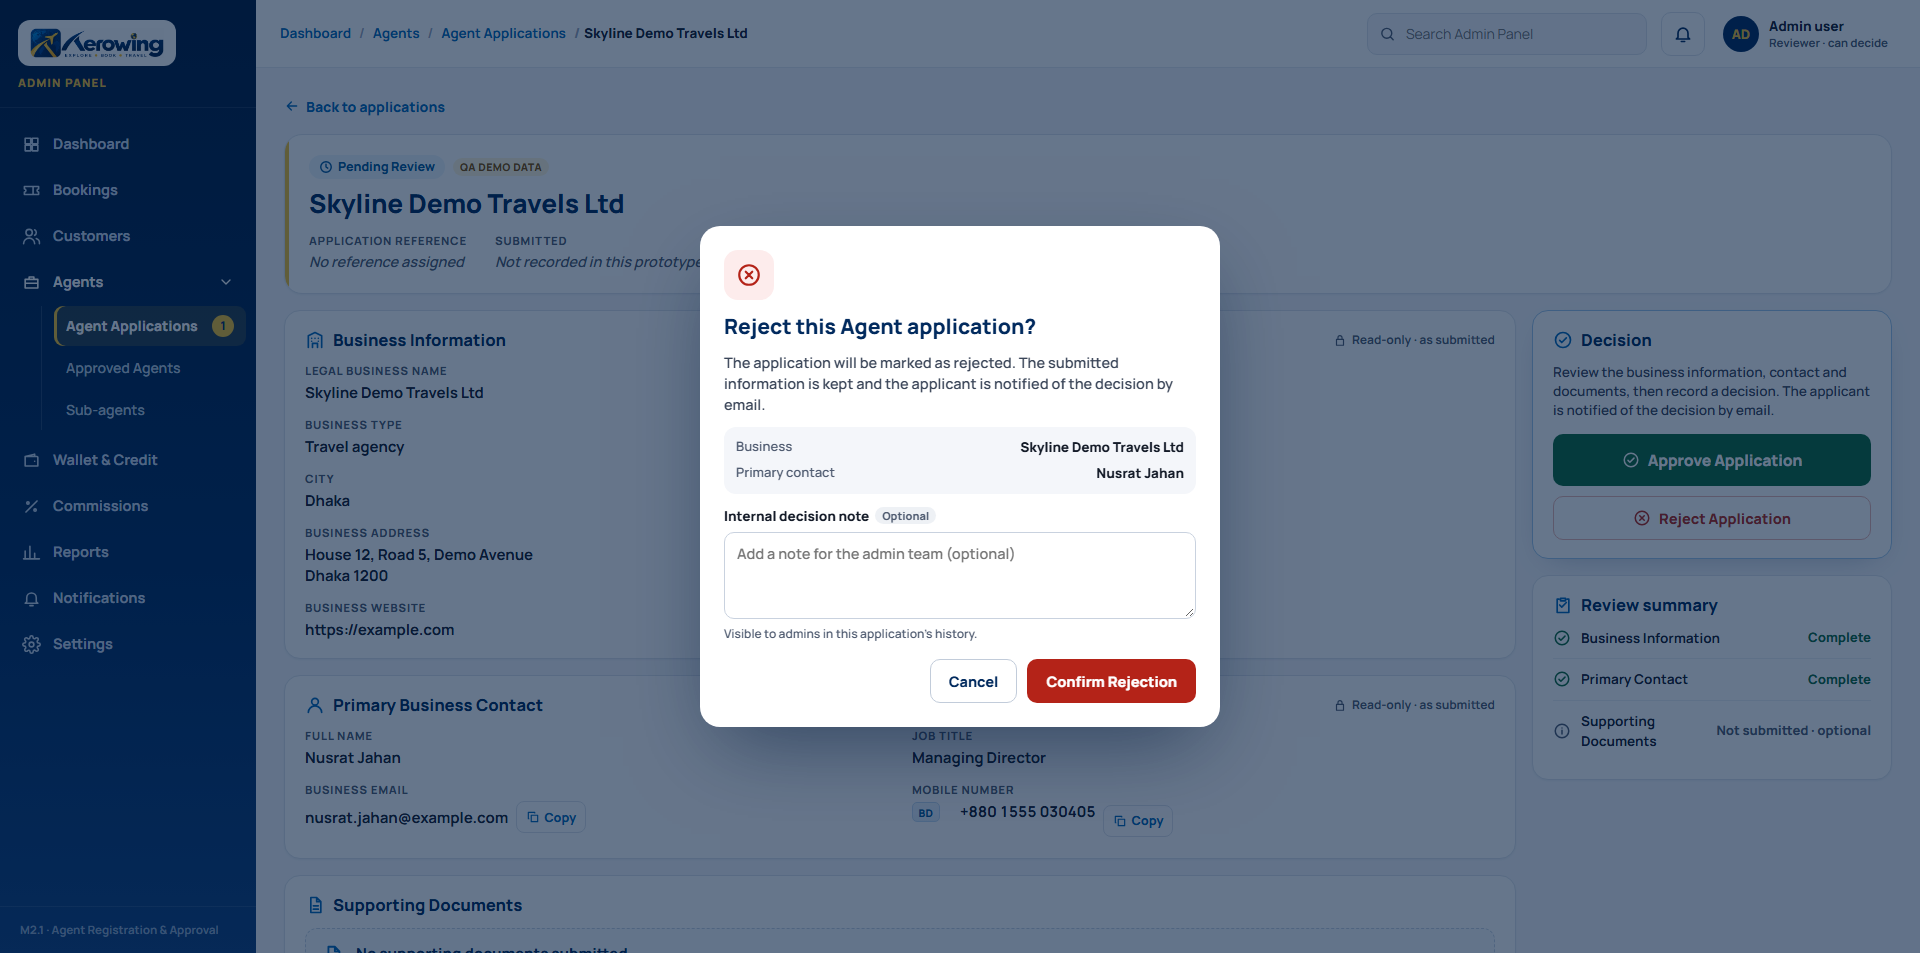 Aerowing
EXPLORE • BOOK • TRAVEL
ADMIN PANEL
Dashboard
Bookings
Customers
Agents
Agent Applications 1
Approved Agents
Sub-agents
Wallet & Credit
Commissions
Reports
Notifications
Settings
M2.1 · Agent Registration & Approval
Dashboard / Agents / Agent Applications / Skyline Demo Travels Ltd
Search Admin Panel
AD
Admin user
Reviewer · can decide
Back to applications
Pending Review QA DEMO DATA
Skyline Demo Travels Ltd
APPLICATION REFERENCE SUBMITTED
No reference assigned Not recorded in this prototype
Business Information
Read-only · as submitted
LEGAL BUSINESS NAME
Skyline Demo Travels Ltd
BUSINESS TYPE
Travel agency
CITY
Dhaka
BUSINESS ADDRESS
House 12, Road 5, Demo Avenue
Dhaka 1200
BUSINESS WEBSITE
https://example.com
Reject this Agent application?
The application will be marked as rejected. The submitted
information is kept and the applicant is notified of the decision by
email.
Business Skyline Demo Travels Ltd
Primary contact Nusrat Jahan
Internal decision note Optional
Add a note for the admin team (optional)
Visible to admins in this application's history.
Cancel Confirm Rejection
Primary Business Contact
Read-only · as submitted
FULL NAME
Nusrat Jahan
JOB TITLE
Managing Director
BUSINESS EMAIL
nusrat.jahan@example.com Copy
MOBILE NUMBER
BD +880 1555 030405 Copy
Supporting Documents
No supporting documents submitted
Decision
Review the business information, contact and
documents, then record a decision. The applicant
is notified of the decision by email.
Approve Application
Reject Application
Review summary
Business Information Complete
Primary Contact Complete
Supporting
Documents
Not submitted · optional